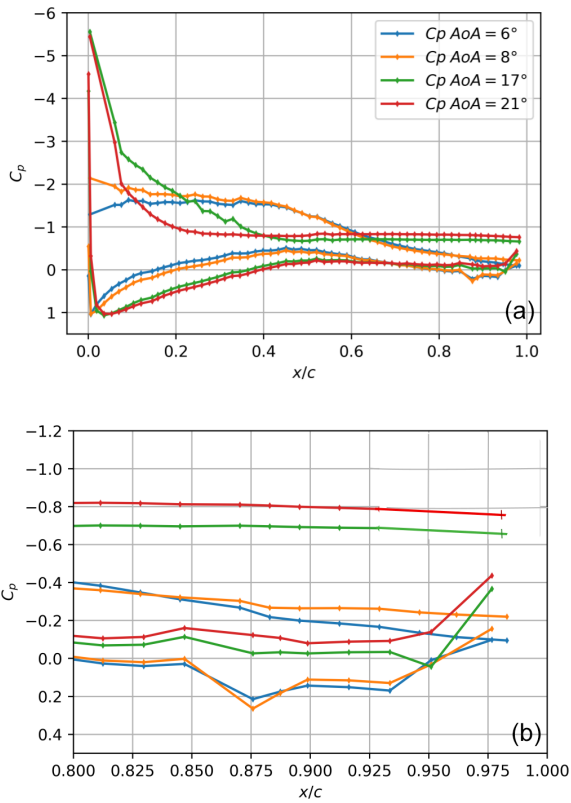 −6
−5
−4
−3
−2
−1
0
1
C_p
Cp AoA = 6°
Cp AoA = 8°
Cp AoA = 17°
Cp AoA = 21°
(a)
0.0 0.2 0.4 0.6 0.8 1.0
x/c
−1.2
−1.0
−0.8
−0.6
−0.4
−0.2
0.0
0.2
0.4
C_p
(b)
0.800 0.825 0.850 0.875 0.900 0.925 0.950 0.975 1.000
x/c